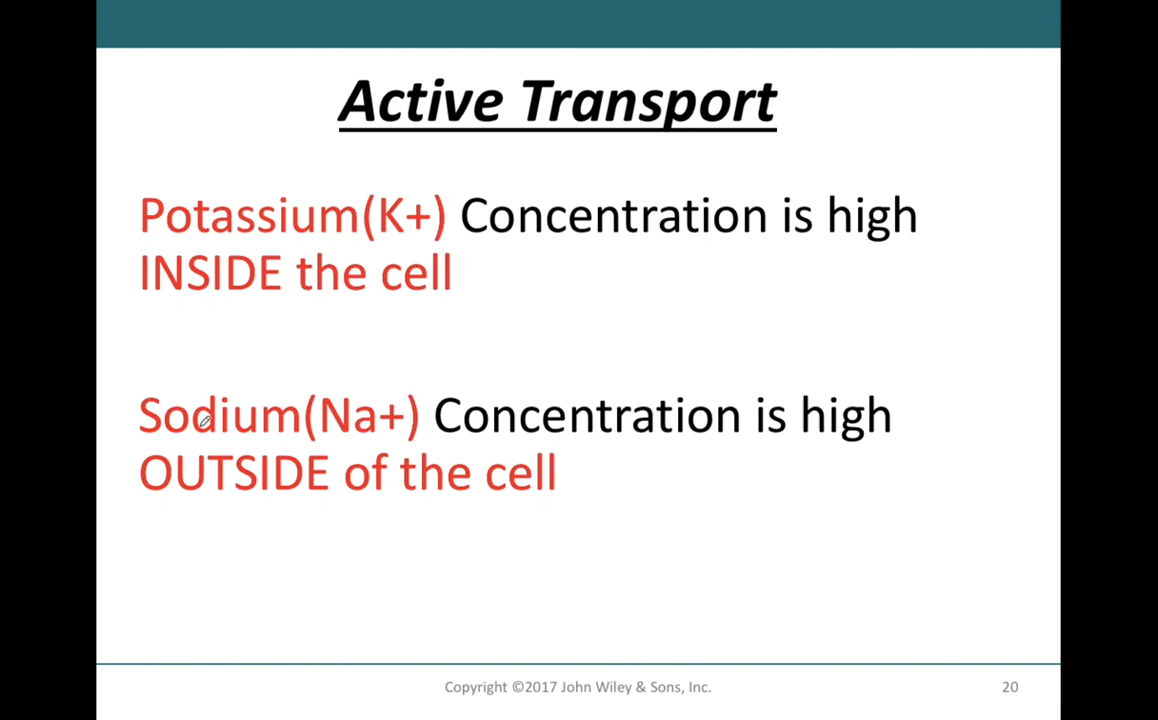 Active Transport
Potassium(K+) Concentration is high
INSIDE the cell
Sodium(Na+) Concentration is high
OUTSIDE of the cell
Copyright ©2017 John Wiley & Sons, Inc.
20